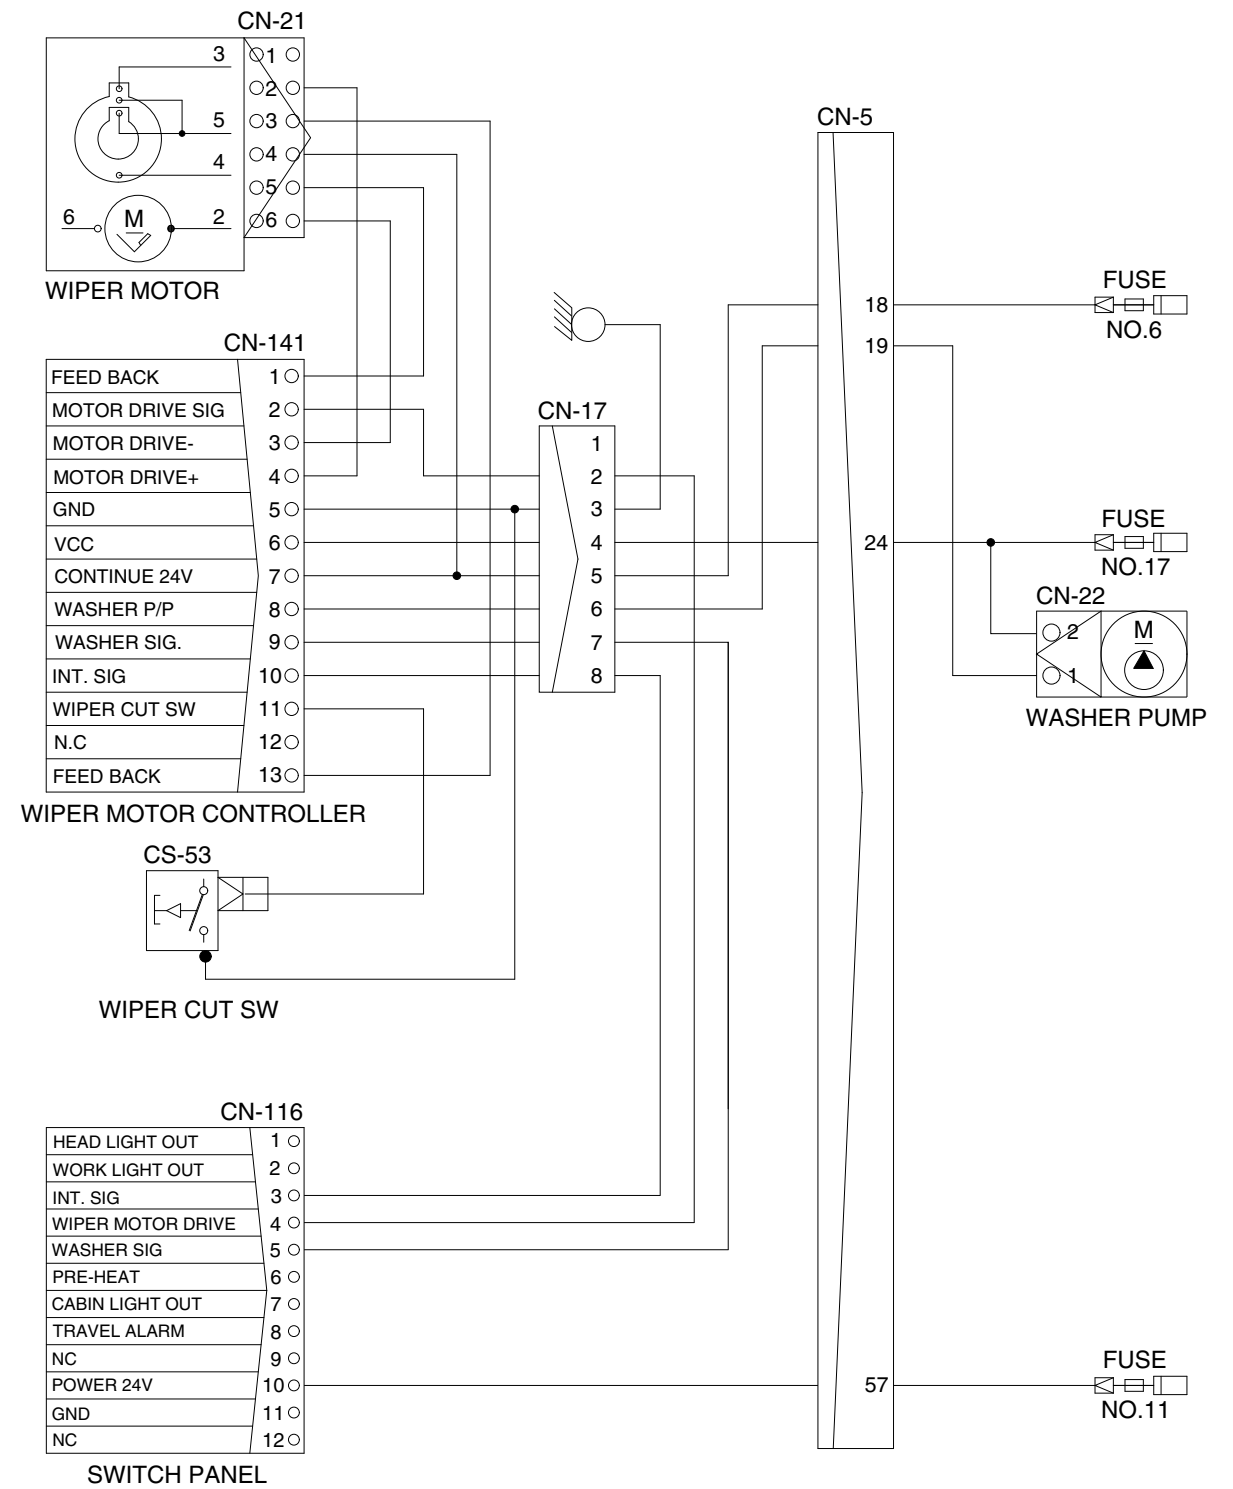 CN-21
3
5
4
6
M
2
1
2
3
4
5
6
WIPER MOTOR
CN-141
FEED BACK 1
MOTOR DRIVE SIG 2
MOTOR DRIVE- 3
MOTOR DRIVE+ 4
GND 5
VCC 6
CONTINUE 24V 7
WASHER P/P 8
WASHER SIG. 9
INT. SIG 10
WIPER CUT SW 11
N.C 12
FEED BACK 13
WIPER MOTOR CONTROLLER
CS-53
WIPER CUT SW
CN-17
1
2
3
4
5
6
7
8
CN-5
18
19
24
57
FUSE
NO.6
FUSE
NO.17
CN-22
2
1
M
WASHER PUMP
FUSE
NO.11
CN-116
HEAD LIGHT OUT 1
WORK LIGHT OUT 2
INT. SIG 3
WIPER MOTOR DRIVE 4
WASHER SIG 5
PRE-HEAT 6
CABIN LIGHT OUT 7
TRAVEL ALARM 8
NC 9
POWER 24V 10
GND 11
NC 12
SWITCH PANEL